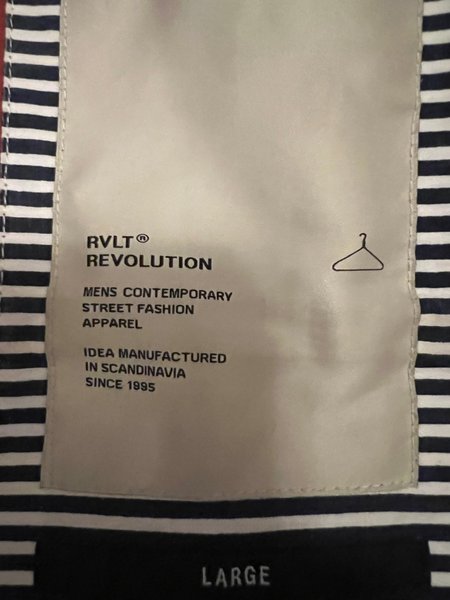 RVLT®
REVOLUTION
MENS CONTEMPORARY
STREET FASHION
APPAREL
IDEA MANUFACTURED
IN SCANDINAVIA
SINCE 1995
LARGE